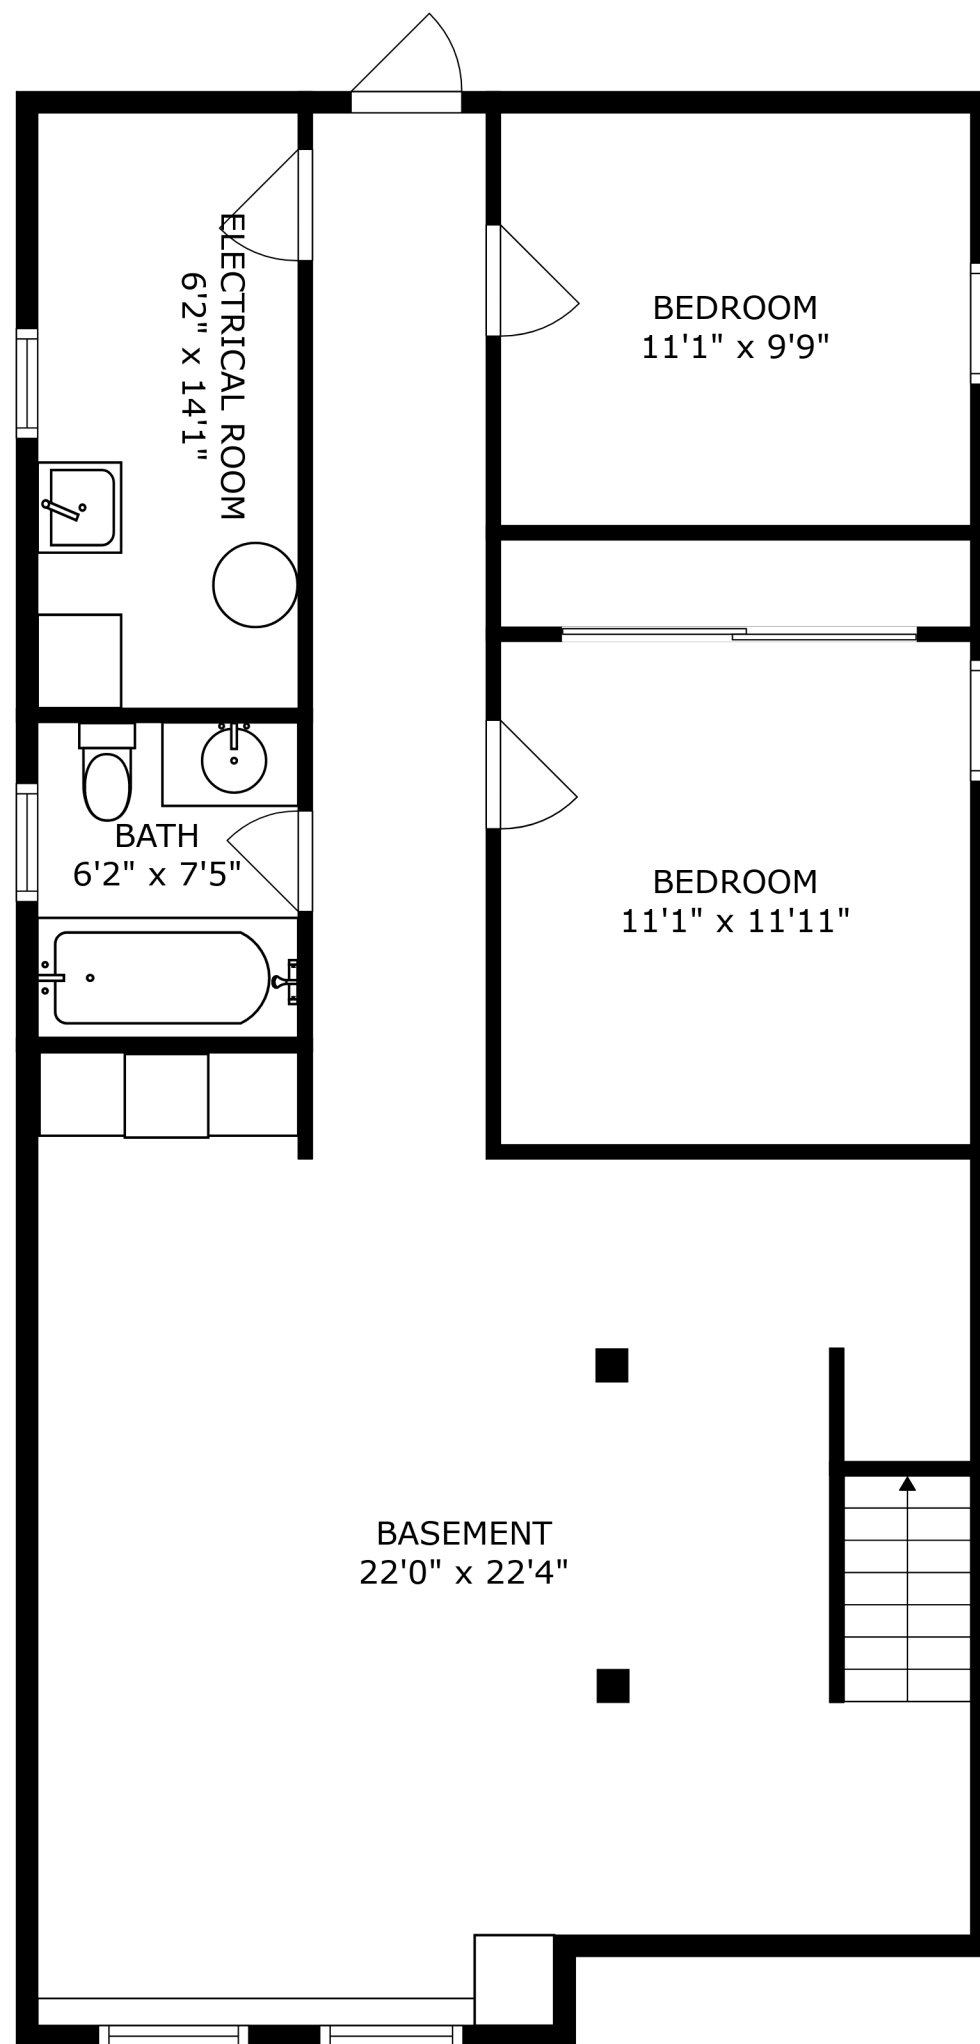 ELECTRICAL ROOM
6'2" x 14'1"
BEDROOM
11'1" x 9'9"
BATH
6'2" x 7'5"
BEDROOM
11'1" x 11'11"
BASEMENT
22'0" x 22'4"